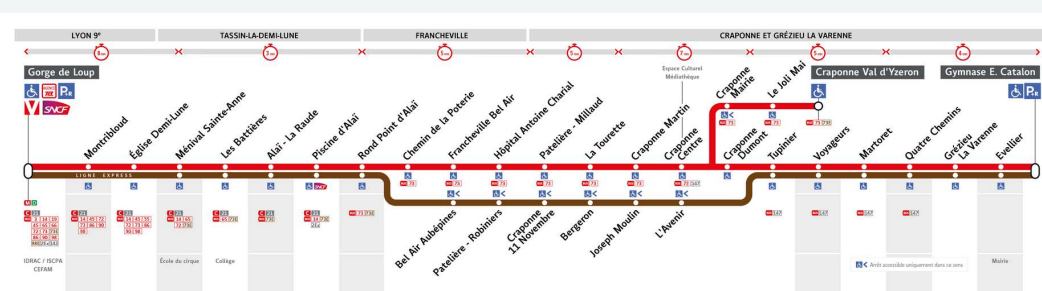 LYON 9e
TASSIN-LA-DEMI-LUNE
FRANCHEVILLE
CRAPONNE ET GRÉZIEU LA VARENNE
Gorge de Loup
Craponne Val d'Yzeron
Gymnase E. Catalon
Espace Culturel
Médiathèque
P+R
SNCF
Montribloud
Église Demi-Lune
Ménival Sainte-Anne
Les Battières
Alaï - La Raude
Piscine d'Alaï
Rond Point d'Alaï
Chemin de la Poterie
Francheville Bel Air
Hôpital Antoine Charial
Patelière - Millaud
La Tourette
Craponne Martin
Craponne
Centre
Craponne
Mairie
Le Joli Mai
Craponne
Dumont
Tupinier
Voyageurs
Martoret
Quatre Chemins
Grézieu
La Varenne
Evellier
LIGNE EXPRESS
Bel Air Aubépines
Patelière - Robiniers
Craponne
11 Novembre
Bergeron
Joseph Moulin
L'Avenir
IDRAC / ISCPA
CEFAM
École du cirque
Collège
Mairie
Arrêt accessible uniquement dans ce sens